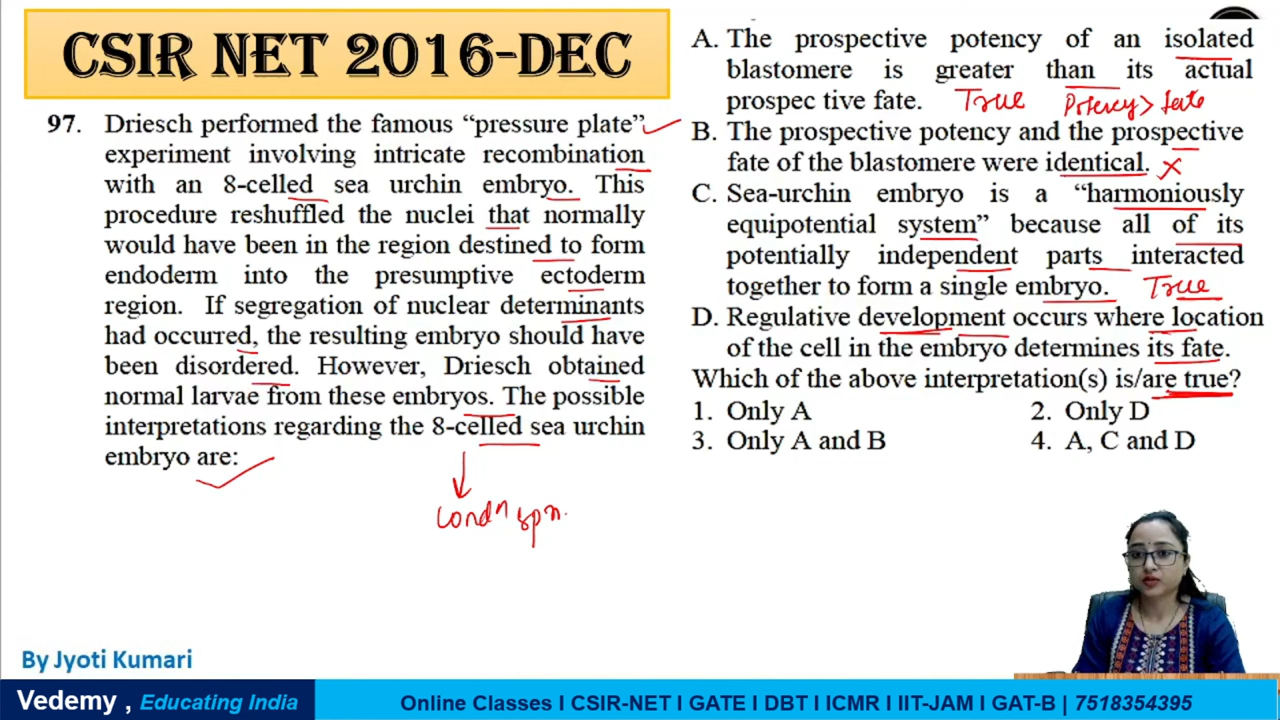 CSIR NET 2016-DEC
97. Driesch performed the famous "pressure plate"
experiment involving intricate recombination
with an 8-celled sea urchin embryo. This
procedure reshuffled the nuclei that normally
would have been in the region destined to form
endoderm into the presumptive ectoderm
region. If segregation of nuclear determinants
had occurred, the resulting embryo should have
been disordered. However, Driesch obtained
normal larvae from these embryos. The possible
interpretations regarding the 8-celled sea urchin
embryo are:
Condn spn.
A. The prospective potency of an isolated
blastomere is greater than its actual
prospec tive fate. True Potency > fate
B. The prospective potency and the prospective
fate of the blastomere were identical. ×
C. Sea-urchin embryo is a "harmoniously
equipotential system" because all of its
potentially independent parts interacted
together to form a single embryo. True
D. Regulative development occurs where location
of the cell in the embryo determines its fate.
Which of the above interpretation(s) is/are true?
1. Only A 2. Only D
3. Only A and B 4. A, C and D
By Jyoti Kumari
Vedemy , Educating India
Online Classes I CSIR-NET I GATE I DBT I ICMR I IIT-JAM I GAT-B I 7518354395